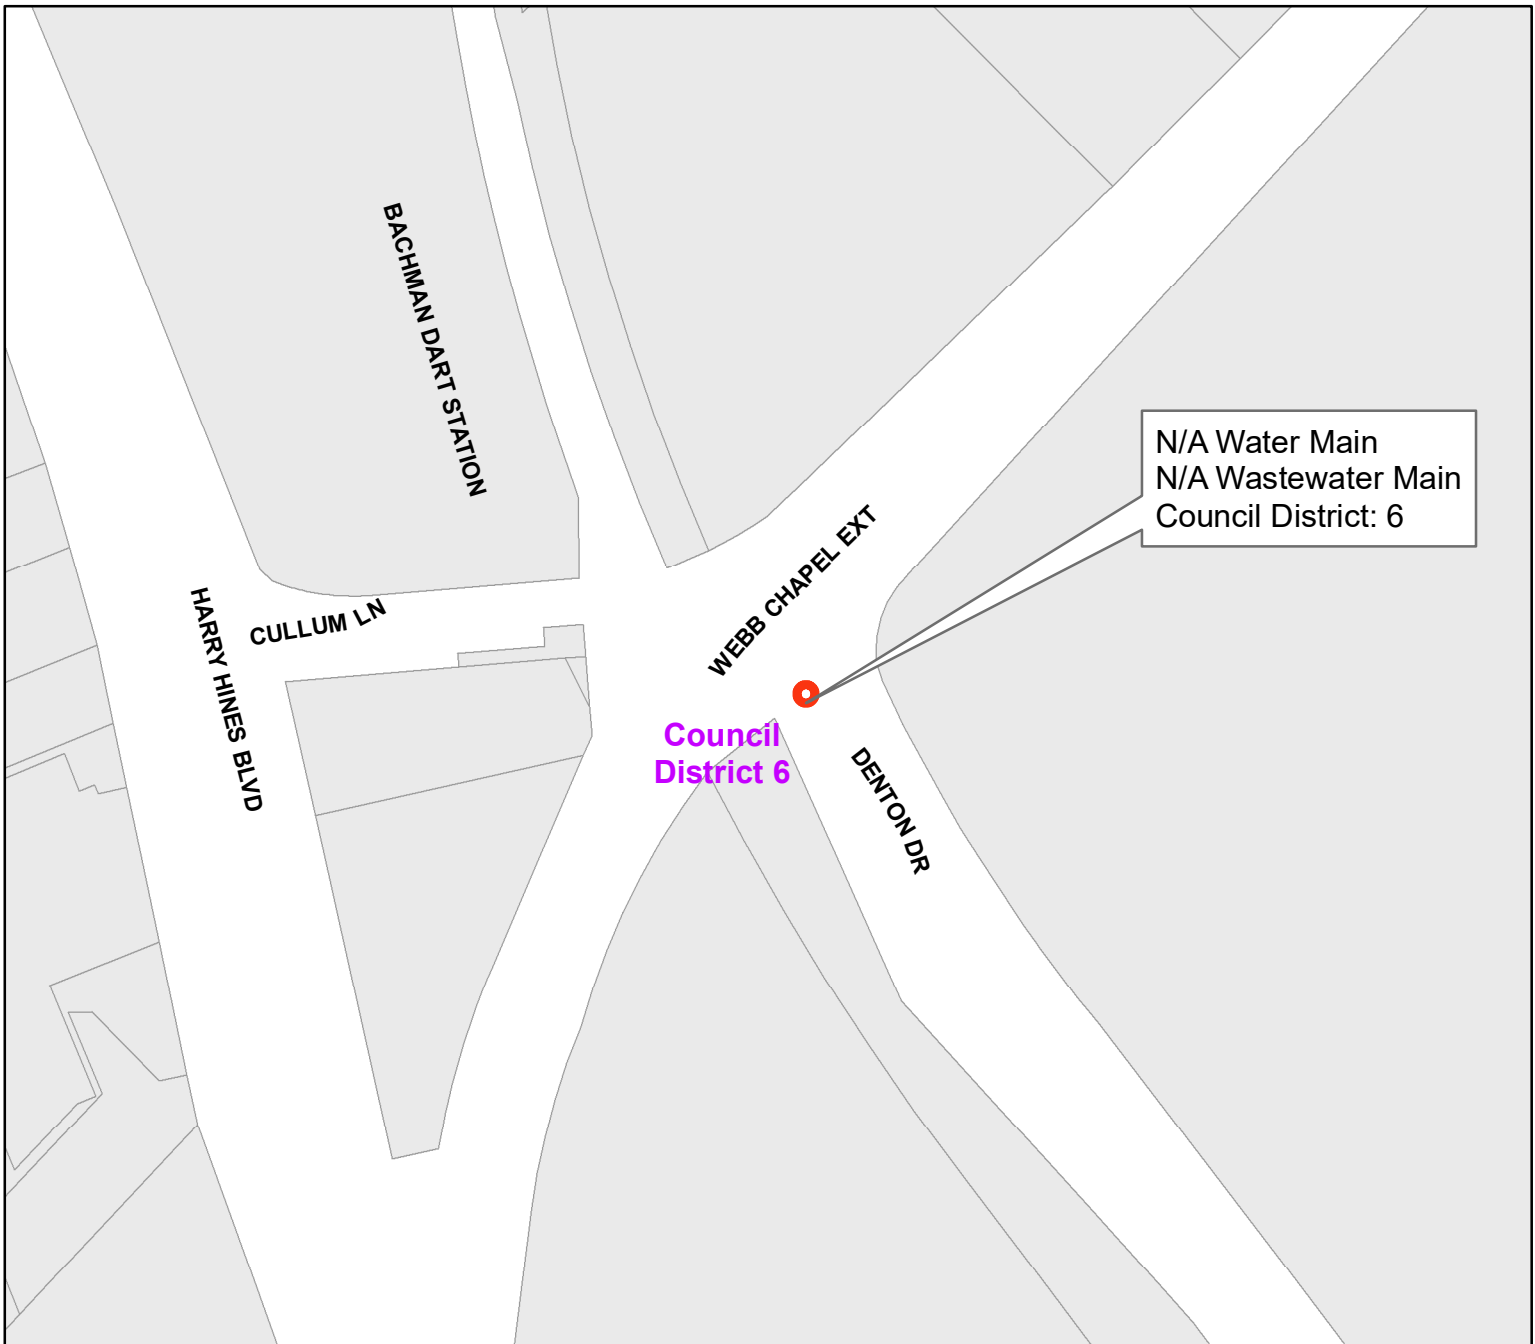 BACHMAN DART STATION
N/A Water Main
N/A Wastewater Main
Council District: 6
WEBB CHAPEL EXT
CULLUM LN
HARRY HINES BLVD
Council
District 6
DENTON DR